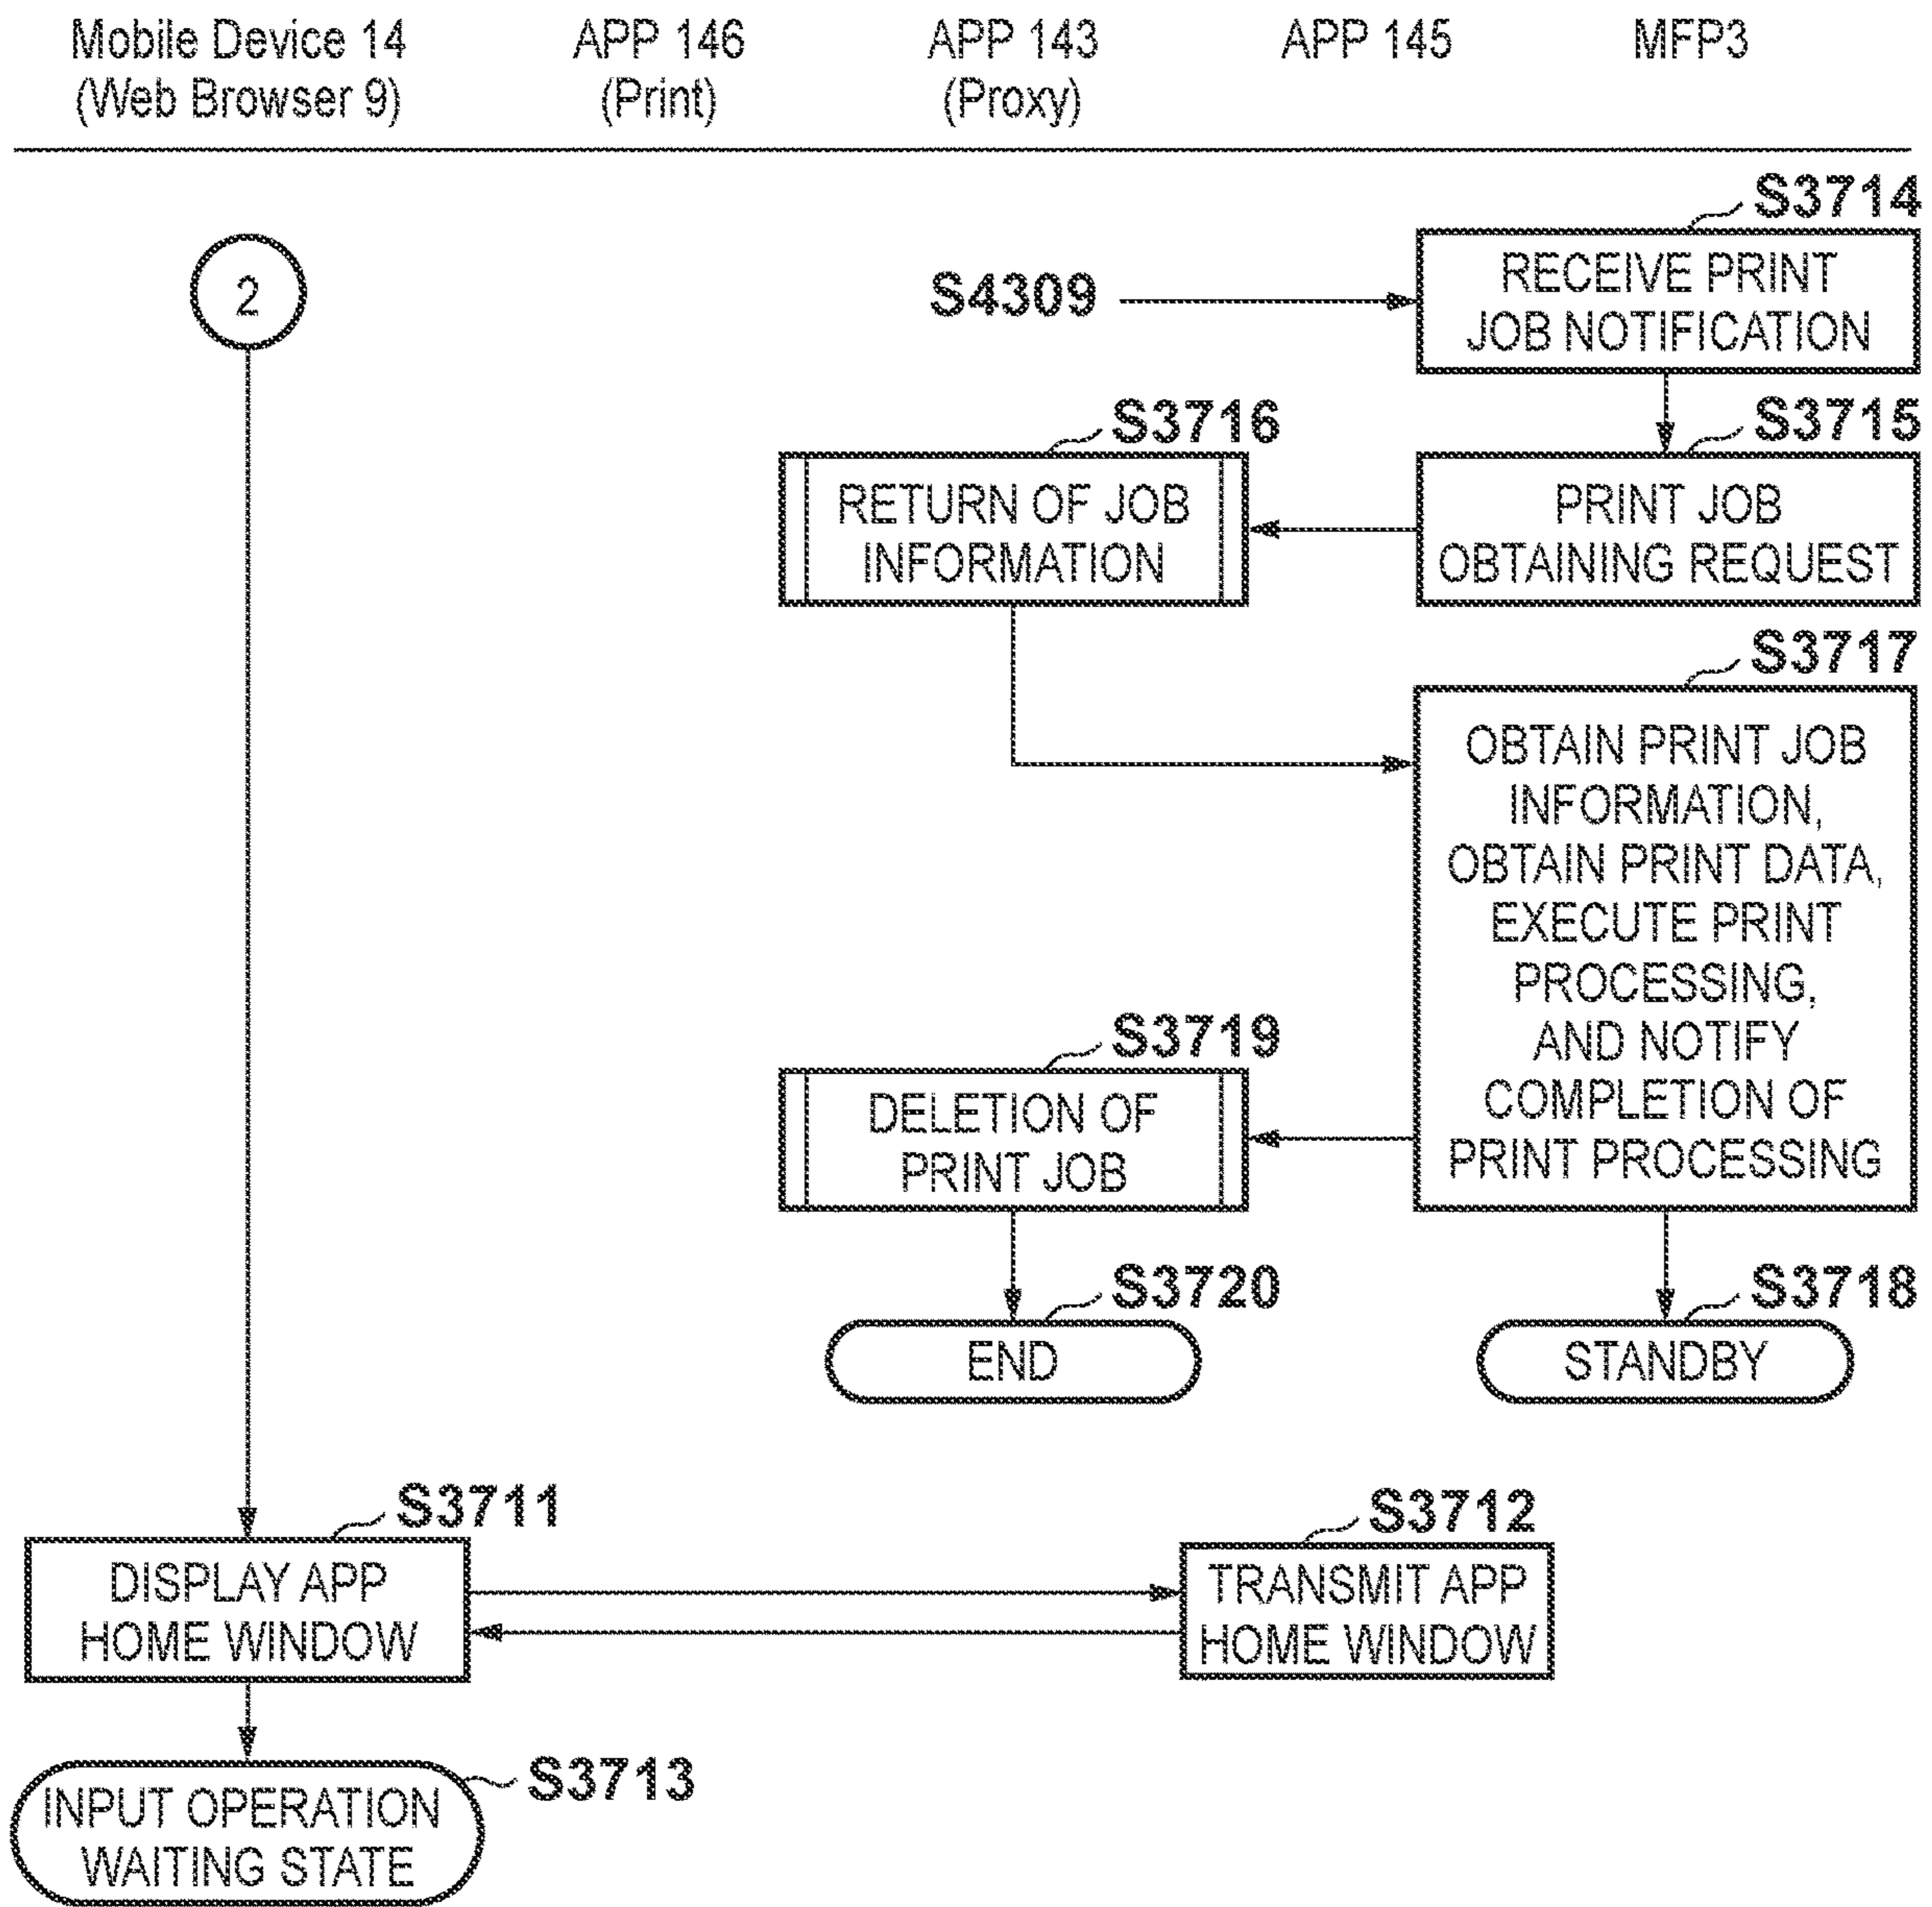 Mobile Device 14
(Web Browser 9)
APP 146
(Print)
APP 143
(Proxy)
APP 145
MFP3
2
S4309
S3714
RECEIVE PRINT
JOB NOTIFICATION
S3716
RETURN OF JOB
INFORMATION
S3715
PRINT JOB
OBTAINING REQUEST
S3717
OBTAIN PRINT JOB
INFORMATION,
OBTAIN PRINT DATA,
EXECUTE PRINT
PROCESSING,
AND NOTIFY
COMPLETION OF
PRINT PROCESSING
S3719
DELETION OF
PRINT JOB
S3720
END
S3718
STANDBY
S3711
DISPLAY APP
HOME WINDOW
S3712
TRANSMIT APP
HOME WINDOW
S3713
INPUT OPERATION
WAITING STATE